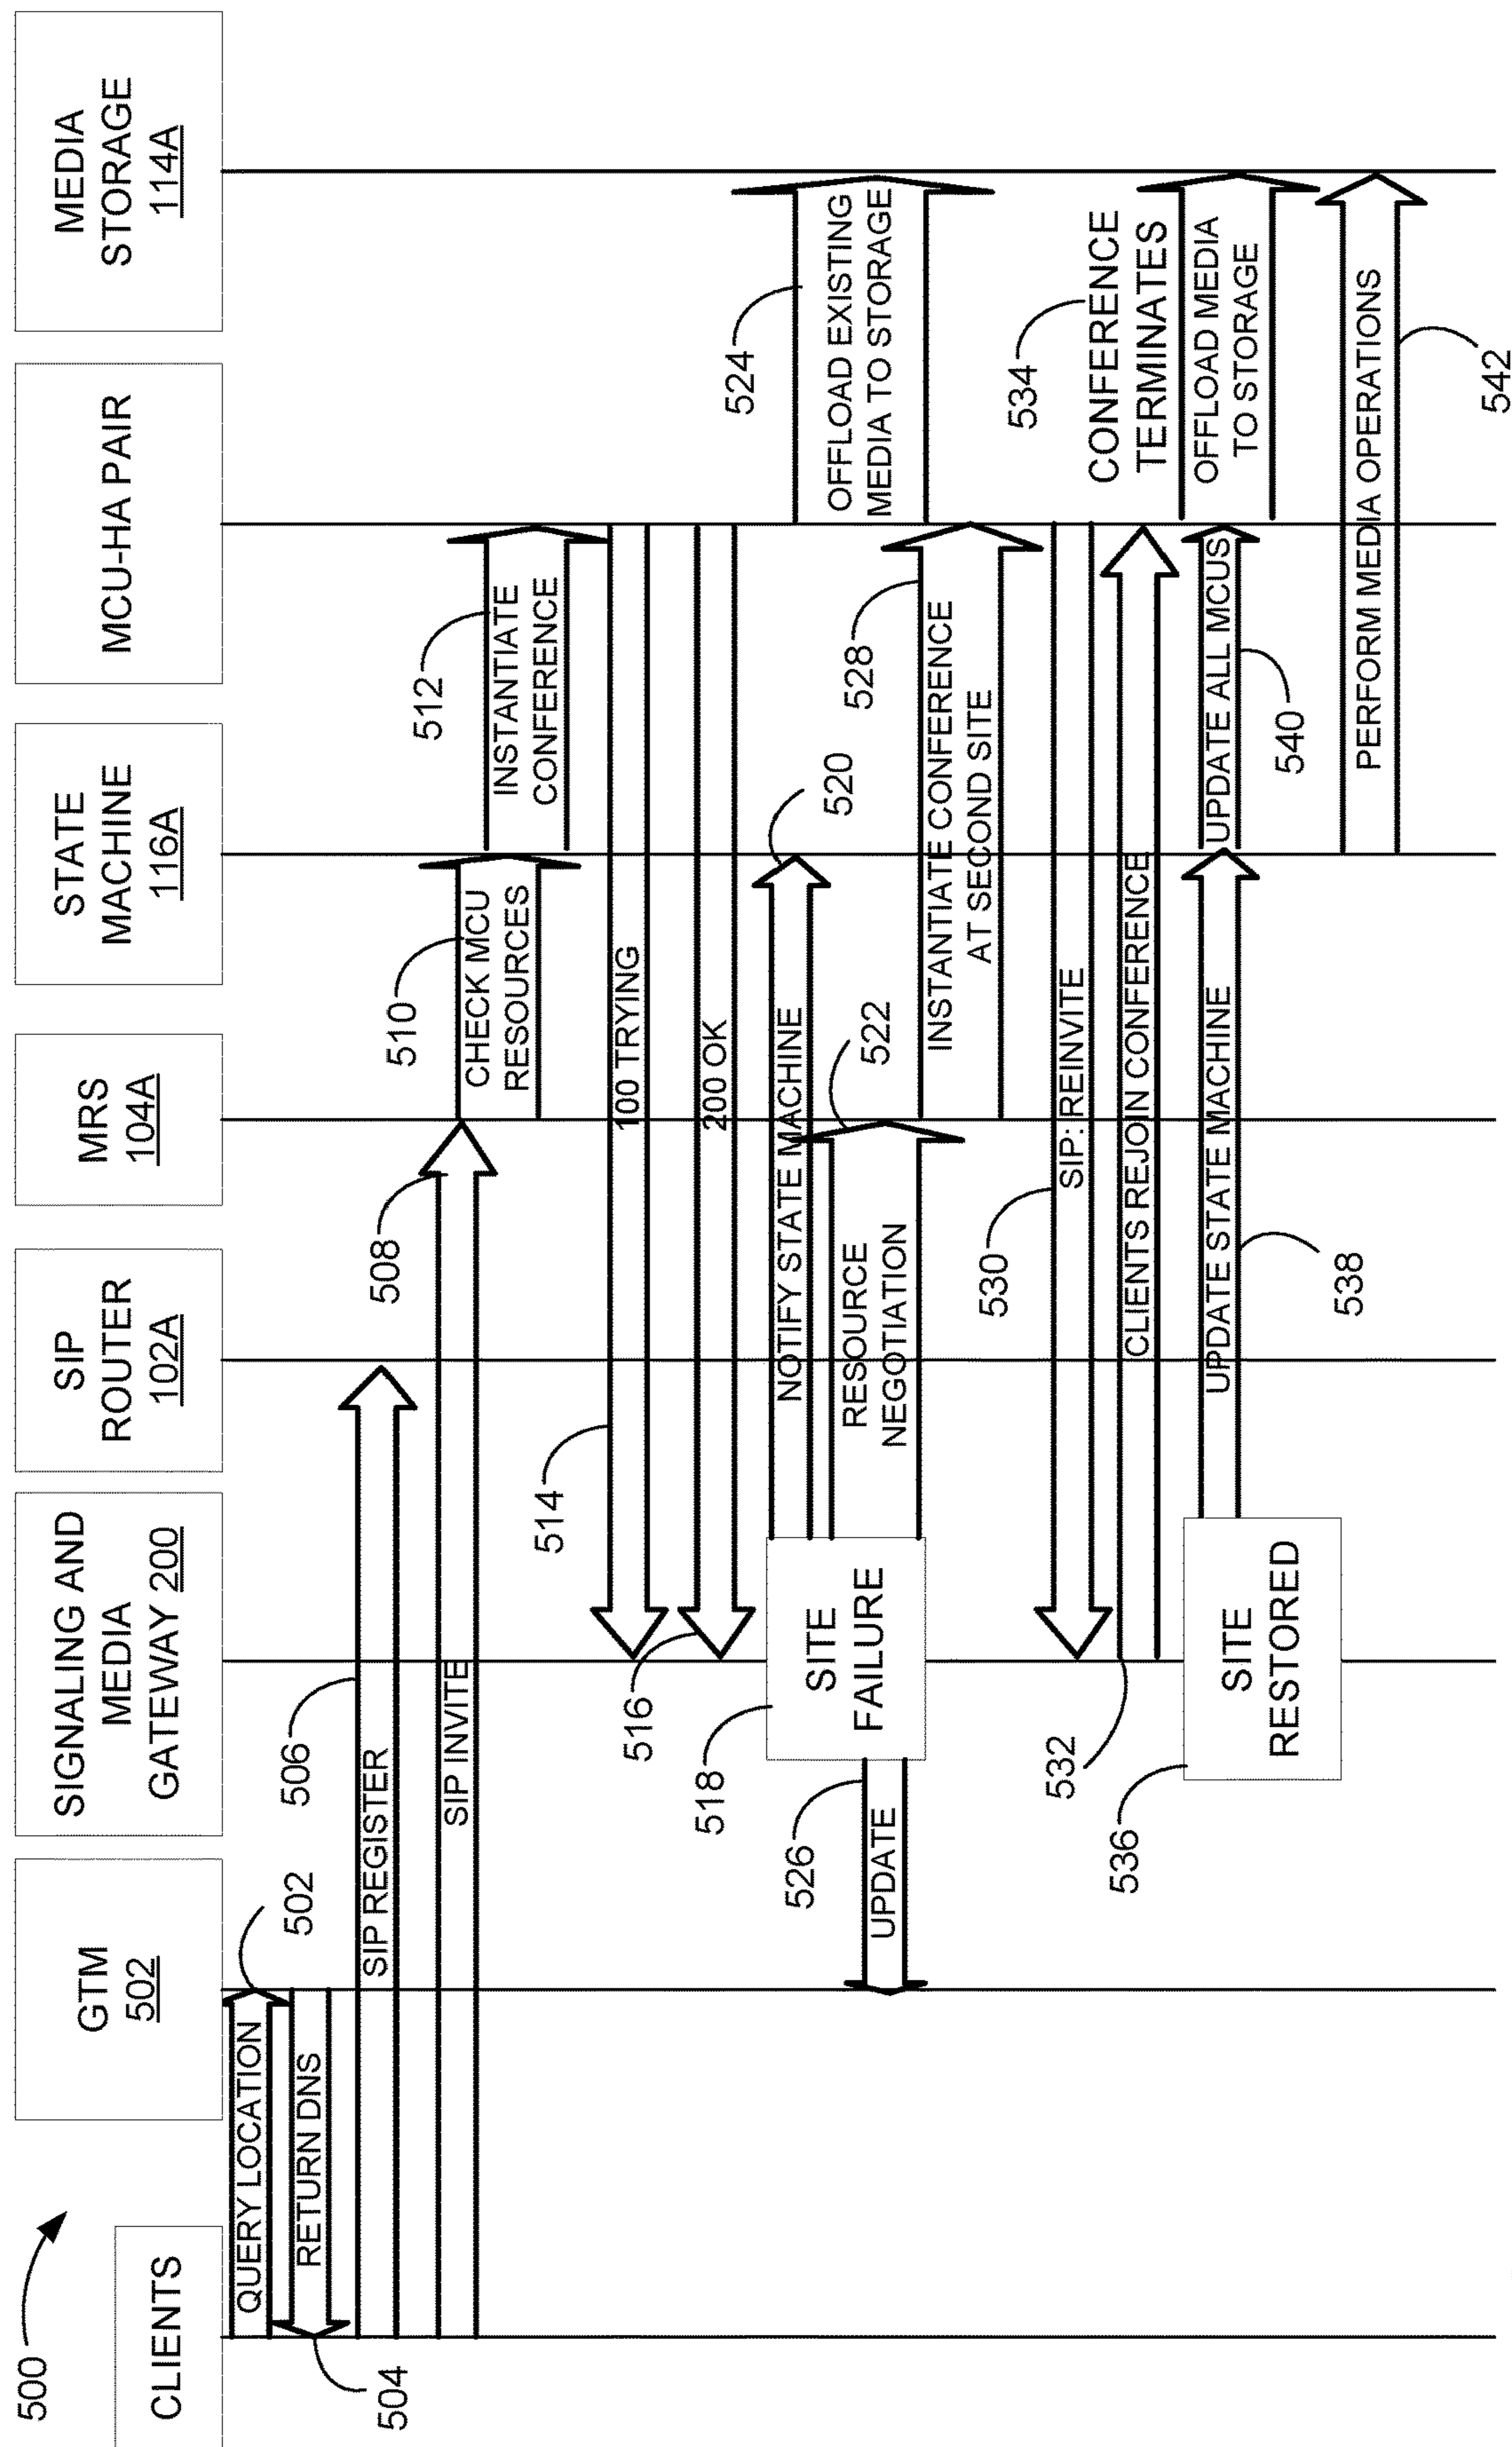 500
CLIENTS
GTM
502
SIGNALING AND
MEDIA
GATEWAY 200
SIP
ROUTER
102A
MRS
104A
STATE
MACHINE
116A
MCU-HA PAIR
MEDIA
STORAGE
114A
QUERY LOCATION
502
RETURN DNS
504
SIP REGISTER
506
SIP INVITE
508
CHECK MCU
RESOURCES
510
INSTANTIATE
CONFERENCE
512
100 TRYING
514
200 OK
516
SITE
FAILURE
518
NOTIFY STATE MACHINE
520
RESOURCE
NEGOTIATION
522
OFFLOAD EXISTING
MEDIA TO STORAGE
524
UPDATE
526
INSTANTIATE CONFERENCE
AT SECOND SITE
528
SIP: REINVITE
530
CLIENTS REJOIN CONFERENCE
532
CONFERENCE
TERMINATES
534
OFFLOAD MEDIA
TO STORAGE
SITE
RESTORED
536
UPDATE STATE MACHINE
538
UPDATE ALL MCUS
540
PERFORM MEDIA OPERATIONS
542